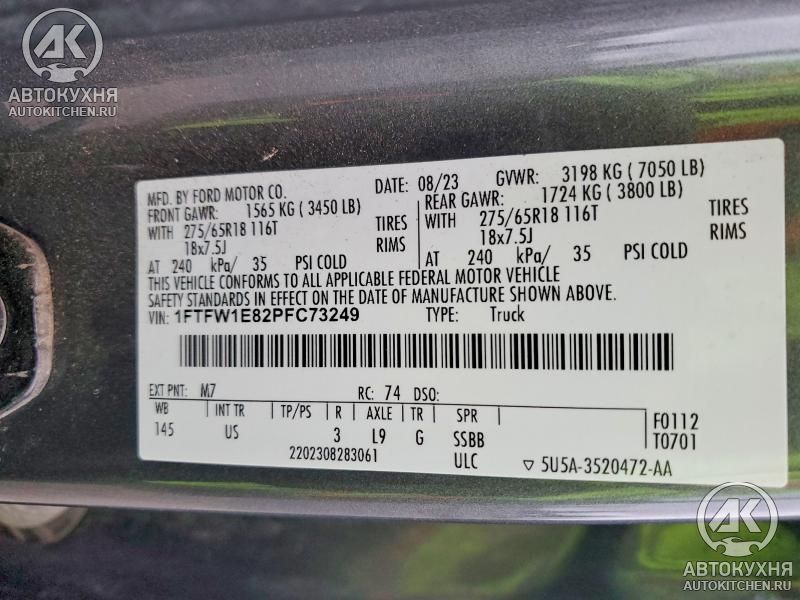 АК
АВТОКУХНЯ
AUTOKITCHEN.RU
MFD. BY FORD MOTOR CO. DATE: 08/23 GVWR: 3198 KG ( 7050 LB)
FRONT GAWR: 1565 KG ( 3450 LB) REAR GAWR: 1724 KG ( 3800 LB)
WITH 275/65R18 116T TIRES WITH 275/65R18 116T TIRES
18x7.5J RIMS 18x7.5J RIMS
AT 240 kPa/ 35 PSI COLD AT 240 kPa/ 35 PSI COLD
THIS VEHICLE CONFORMS TO ALL APPLICABLE FEDERAL MOTOR VEHICLE
SAFETY STANDARDS IN EFFECT ON THE DATE OF MANUFACTURE SHOWN ABOVE.
VIN: 1FTFW1E82PFC73249 TYPE: Truck
EXT PNT: M7 RC: 74 DSO:
WB INT TR TP/PS R AXLE TR SPR
145 US 3 L9 G SSBB
F0112
T0701
2202308283061 ULC ▽ 5U5A-3520472-AA
АК
АВТОКУХНЯ
AUTOKITCHEN.RU